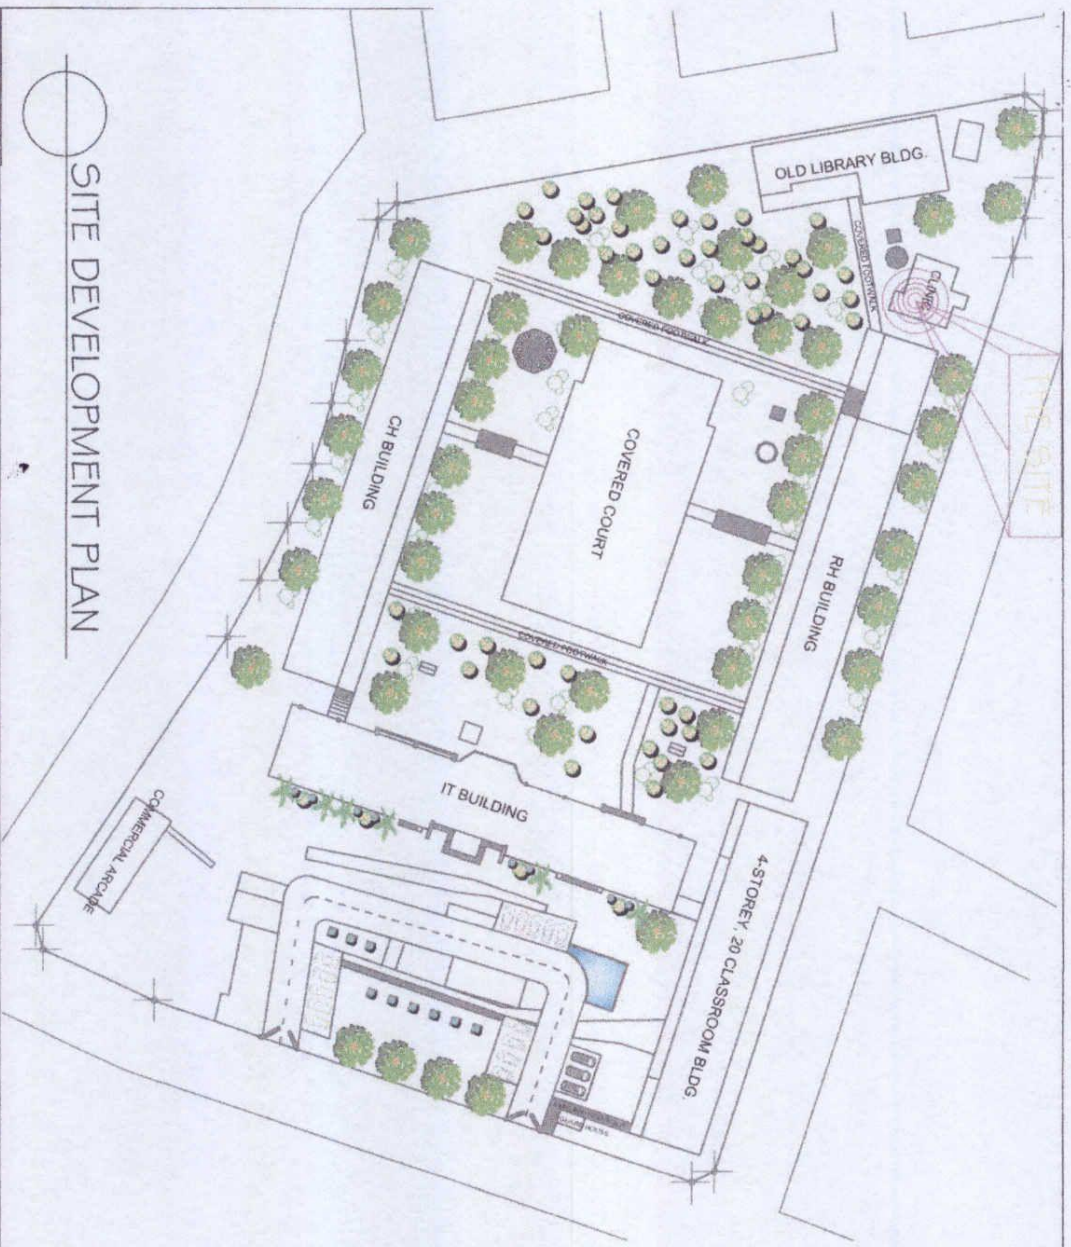 OLD LIBRARY BLDG.
COVERED FOOTWALK
CLINIC
THE SITE
COVERED FOOTWALK
CH BUILDING
COVERED COURT
RH BUILDING
COVERED FOOTWALK
IT BUILDING
COMMERCIAL ARCADE
4-STOREY, 20 CLASSROOM BLDG.
GUARD HOUSE
SITE DEVELOPMENT PLAN